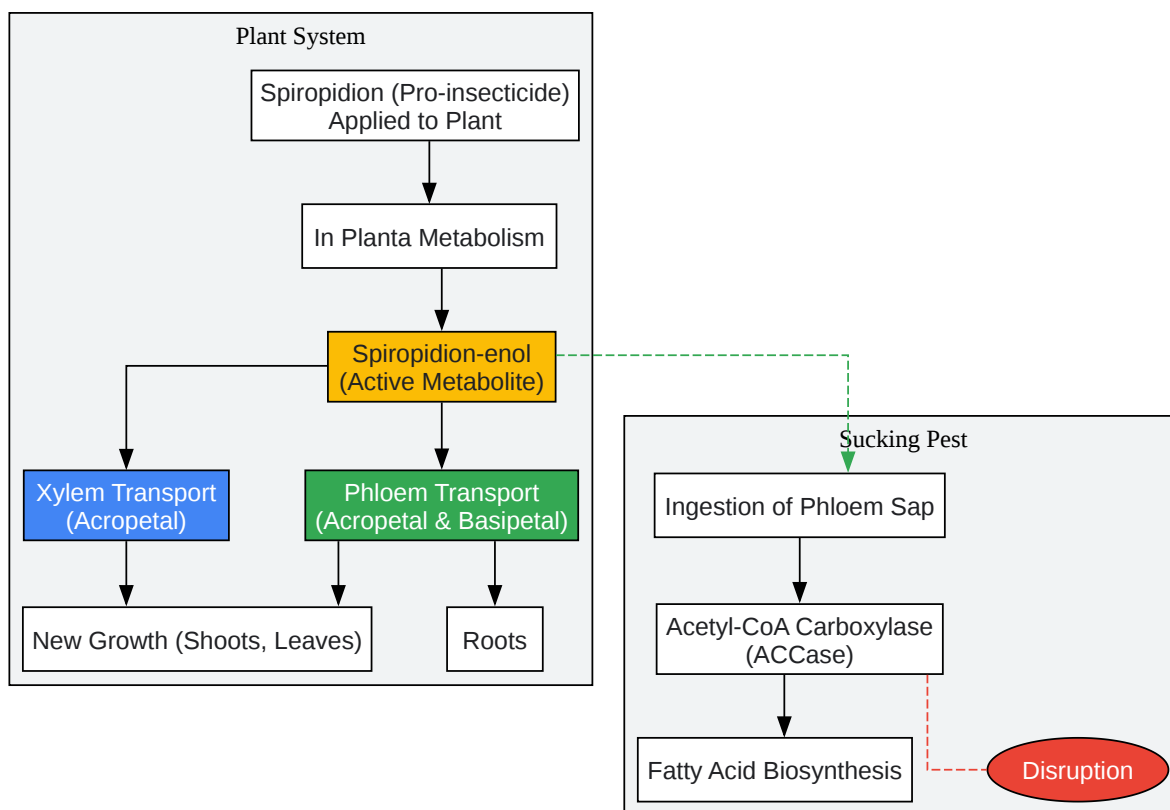 Plant System
Spiropidion (Pro-insecticide)
Applied to Plant
In Planta Metabolism
Spiropidion-enol
(Active Metabolite)
Xylem Transport
(Acropetal)
Phloem Transport
(Acropetal & Basipetal)
New Growth (Shoots, Leaves)
Roots
Sucking Pest
Ingestion of Phloem Sap
Acetyl-CoA Carboxylase
(ACCase)
Fatty Acid Biosynthesis
Disruption